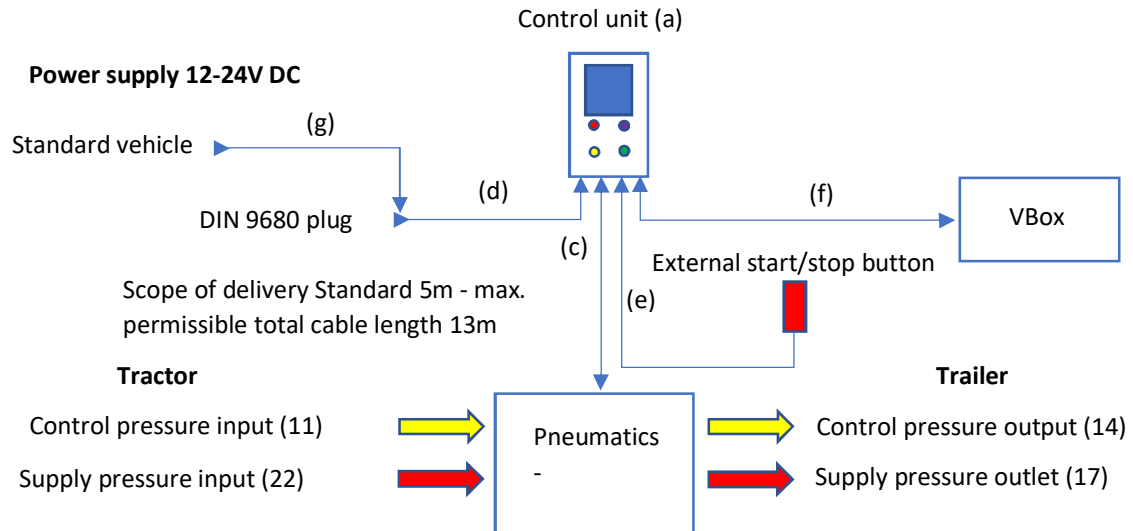 Control unit (a)
Power supply 12-24V DC
(g)
Standard vehicle
(d)
(f)
DIN 9680 plug
VBox
(c)
External start/stop button
Scope of delivery Standard 5m - max.
(e)
permissible total cable length 13m
Tractor
Trailer
Control pressure input (11)
Pneumatics
Control pressure output (14)
Supply pressure input (22)
-
Supply pressure outlet (17)